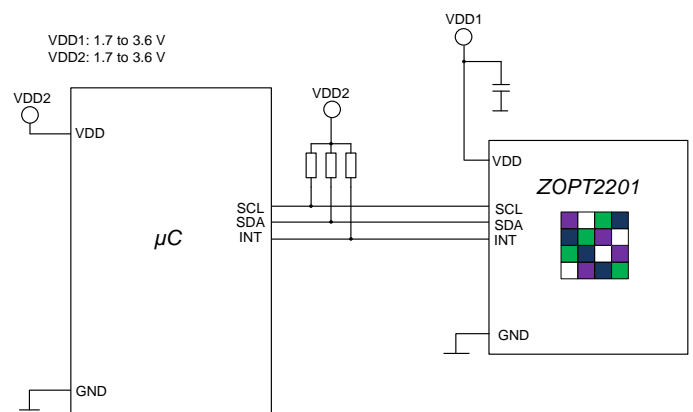 VDD1
VDD1: 1.7 to 3.6 V
VDD2: 1.7 to 3.6 V
VDD2
VDD2
VDD
VDD
ZOPT2201
SCL
SDA
INT
µC
SCL
SDA
INT
GND
GND